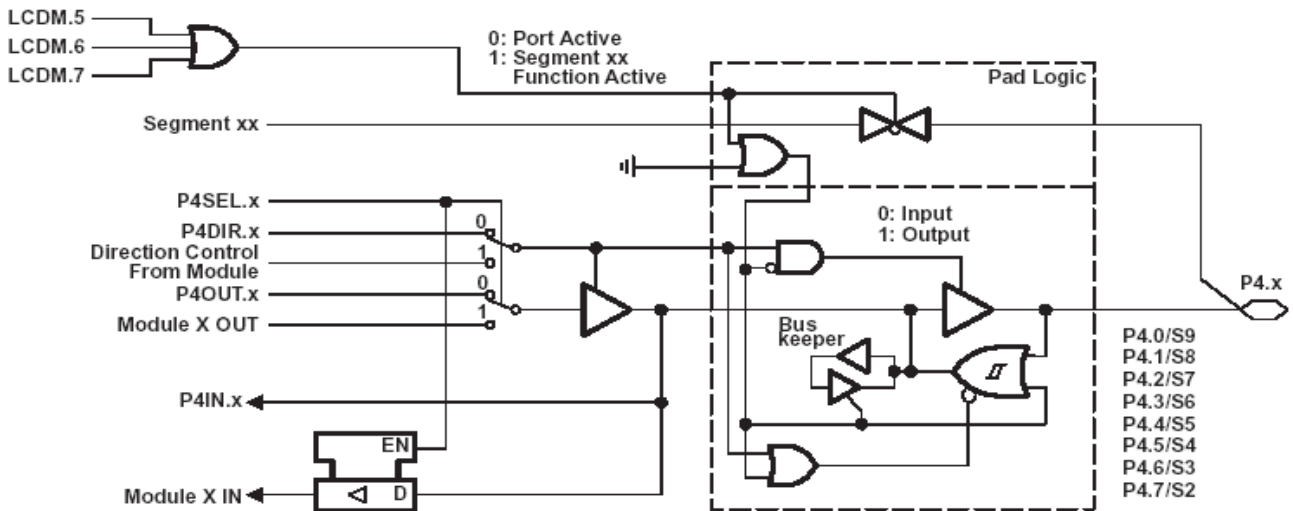 LCDM.5
LCDM.6
LCDM.7
0: Port Active
1: Segment xx
Function Active
Pad Logic
Segment xx
P4SEL.x
P4DIR.x
0
Direction Control
From Module
1
P4OUT.x
0
Module X OUT
1
0: Input
1: Output
Bus
keeper
P4.x
P4.0/S9
P4.1/S8
P4.2/S7
P4.3/S6
P4.4/S5
P4.5/S4
P4.6/S3
P4.7/S2
P4IN.x
EN
D
Module X IN